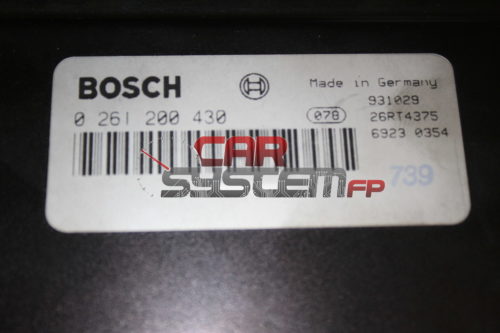 BOSCH
Made in Germany
0 261 200 430
078
931029
26RT4375
6923 0354
739
CAR
SYSTEM FP